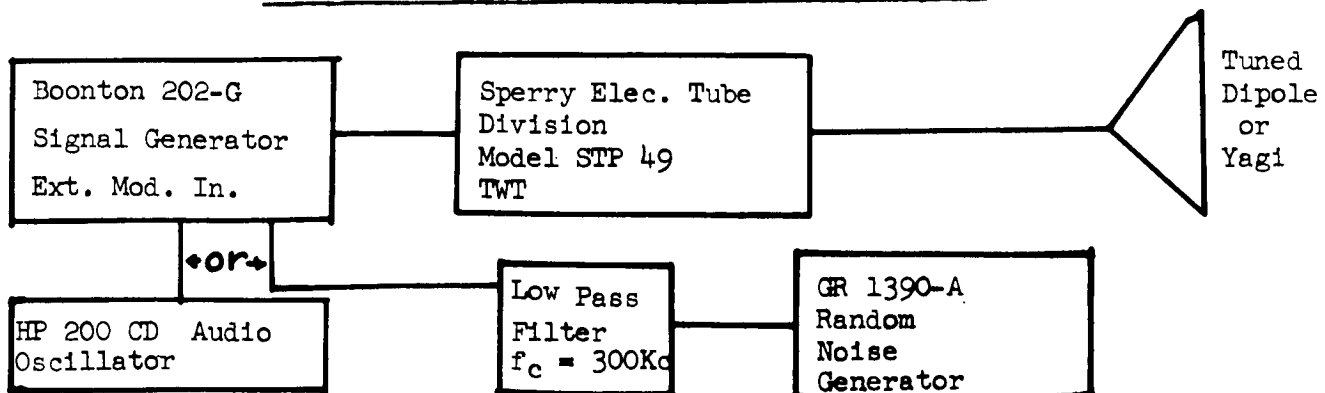 Boonton 202-G
Signal Generator
Ext. Mod. In.
Sperry Elec. Tube
Division
Model STP 49
TWT
Tuned
Dipole
or
Yagi
or
HP 200 CD Audio
Oscillator
Low Pass
Filter
fc = 300Kc
GR 1390-A
Random
Noise
Generator